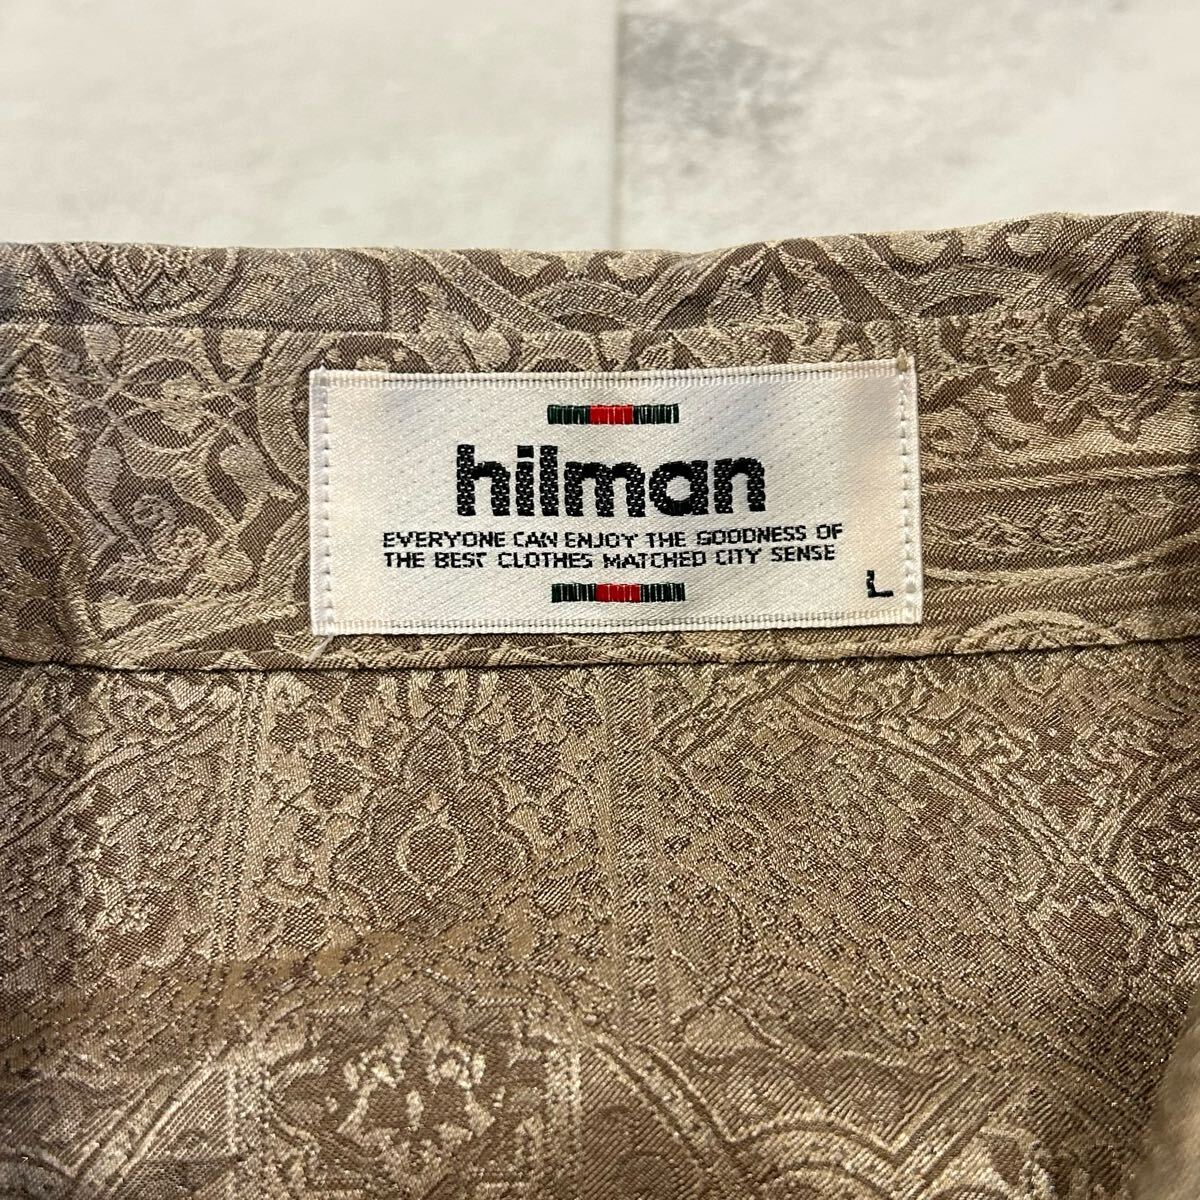 hilman
EVERYONE CAN ENJOY THE GOODNESS OF
THE BEST CLOTHES MATCHED CITY SENSE
L